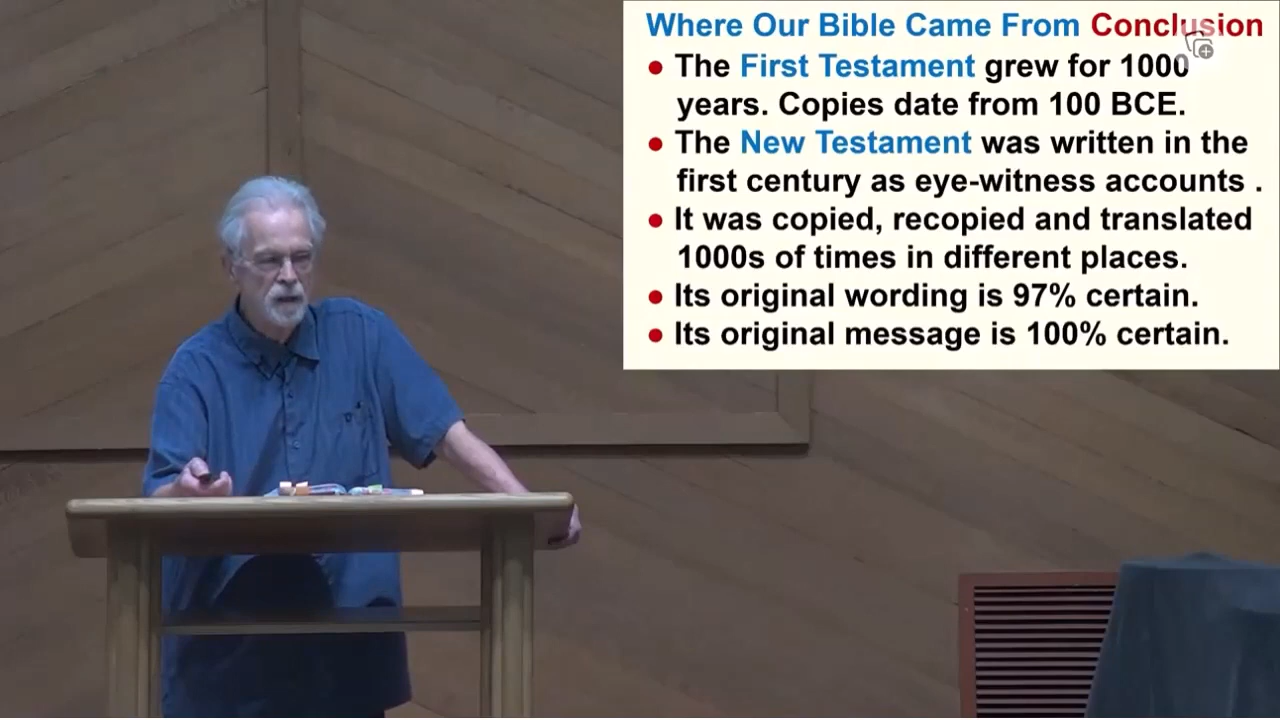 Where Our Bible Came From Conclusion
● The First Testament grew for 1000
years. Copies date from 100 BCE.
● The New Testament was written in the
first century as eye-witness accounts .
● It was copied, recopied and translated
1000s of times in different places.
● Its original wording is 97% certain.
● Its original message is 100% certain.